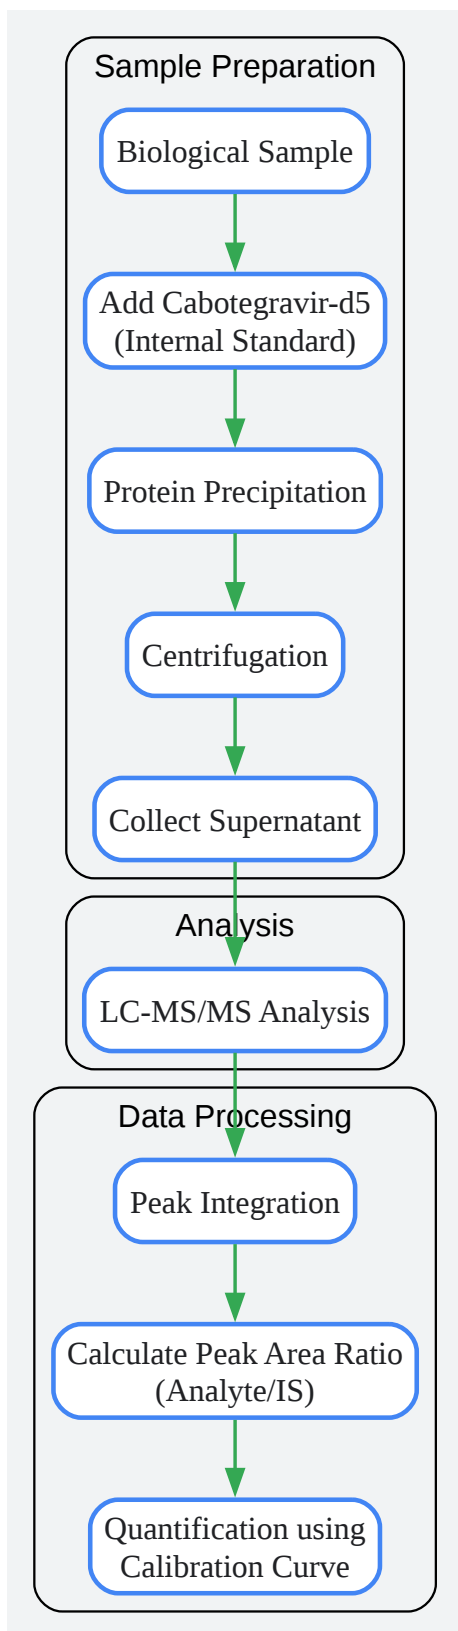 Sample Preparation
Biological Sample
Add Cabotegravir-d5
(Internal Standard)
Protein Precipitation
Centrifugation
Collect Supernatant
Analysis
LC-MS/MS Analysis
Data Processing
Peak Integration
Calculate Peak Area Ratio
(Analyte/IS)
Quantification using
Calibration Curve